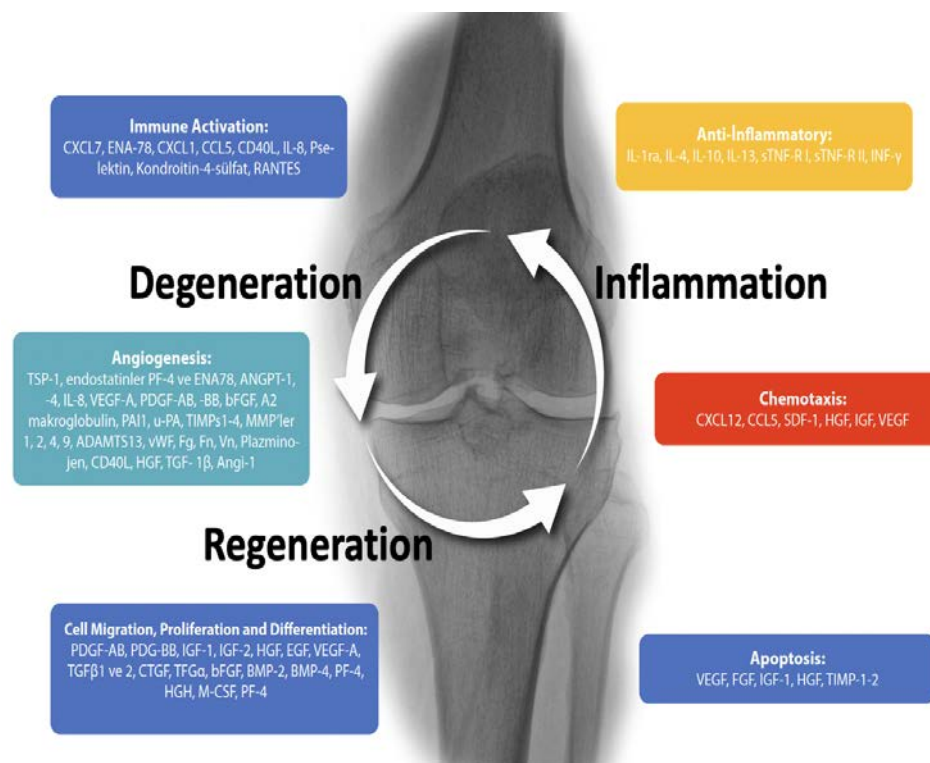 Immune Activation:
CXCL7, ENA-78, CXCL1, CCL5, CD40L, IL-8, Pse-
lektin, Kondroitin-4-sülfat, RANTES
Anti-İnflammatory:
IL-1ra, IL-4, IL-10, IL-13, sTNF-R I, sTNF-R II, INF-γ
Degeneration
Inflammation
Angiogenesis:
TSP-1, endostatinler PF-4 ve ENA78, ANGPT-1,
-4, IL-8, VEGF-A, PDGF-AB, -BB, bFGF, A2
makroglobulin, PAI1, u-PA, TIMPs1-4, MMP'ler
1, 2, 4, 9, ADAMTS13, vWF, Fg, Fn, Vn, Plazmino-
jen, CD40L, HGF, TGF- 1β, Angi-1
Chemotaxis:
CXCL12, CCL5, SDF-1, HGF, IGF, VEGF
Regeneration
Cell Migration, Proliferation and Differentiation:
PDGF-AB, PDG-BB, IGF-1, IGF-2, HGF, EGF, VEGF-A,
TGFβ1 ve 2, CTGF, TFGα, bFGF, BMP-2, BMP-4, PF-4,
HGH, M-CSF, PF-4
Apoptosis:
VEGF, FGF, IGF-1, HGF, TIMP-1-2